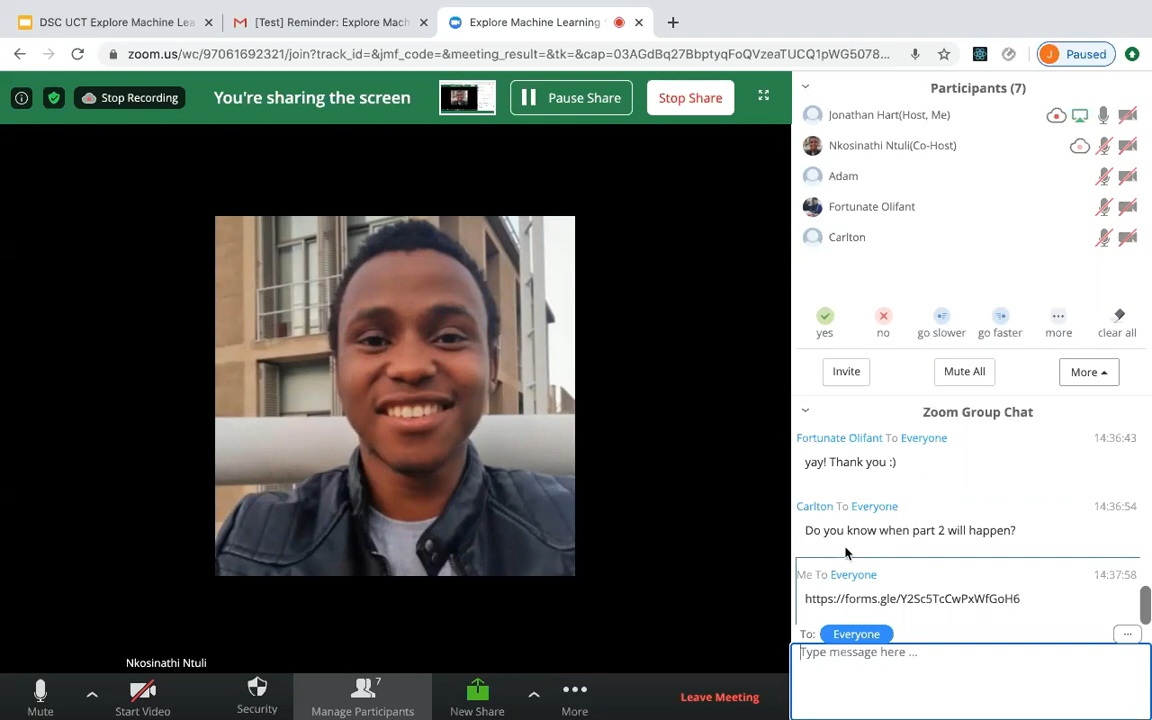 DSC UCT Explore Machine Lea
[Test] Reminder: Explore Mach
Explore Machine Learning
zoom.us/wc/97061692321/join?track_id=&jmf_code=&meeting_result=&tk=&cap=03AGdBq27BbptyqFoQVzeaTUCQ1pWG5078...
J Paused
Stop Recording
You're sharing the screen
Pause Share
Stop Share
Participants (7)
Jonathan Hart(Host, Me)
Nkosinathi Ntuli(Co-Host)
Adam
Fortunate Olifant
Carlton
yes
no
go slower
go faster
more
clear all
Invite
Mute All
More
Zoom Group Chat
Fortunate Olifant To Everyone 14:36:43
yay! Thank you :)
Carlton To Everyone 14:36:54
Do you know when part 2 will happen?
Me To Everyone 14:37:58
https://forms.gle/Y2Sc5TcCwPxWfGoH6
To: Everyone
Type message here ...
Nkosinathi Ntuli
Mute
Start Video
Security
7
Manage Participants
New Share
More
Leave Meeting